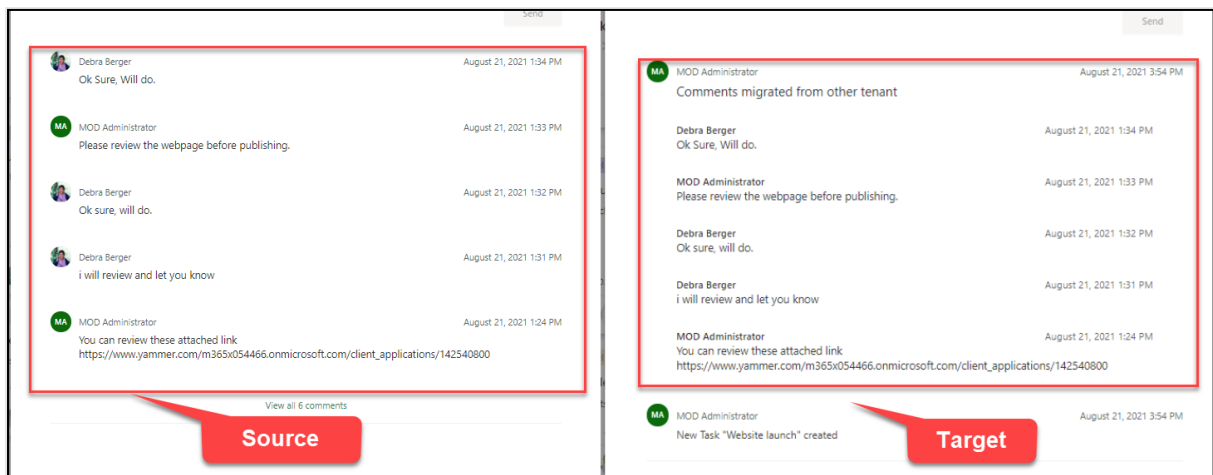 Send
Debra Berger
August 21, 2021 1:34 PM
Ok Sure, Will do.
MA
MOD Administrator
August 21, 2021 1:33 PM
Please review the webpage before publishing.
Debra Berger
August 21, 2021 1:32 PM
Ok sure, will do.
Debra Berger
August 21, 2021 1:31 PM
i will review and let you know
MA
MOD Administrator
August 21, 2021 1:24 PM
You can review these attached link
https://www.yammer.com/m365x054466.onmicrosoft.com/client_applications/142540800
View all 6 comments
Source
Send
MA
MOD Administrator
August 21, 2021 3:54 PM
Comments migrated from other tenant
Debra Berger
August 21, 2021 1:34 PM
Ok Sure, Will do.
MOD Administrator
August 21, 2021 1:33 PM
Please review the webpage before publishing.
Debra Berger
August 21, 2021 1:32 PM
Ok sure, will do.
Debra Berger
August 21, 2021 1:31 PM
i will review and let you know
MOD Administrator
August 21, 2021 1:24 PM
You can review these attached link
https://www.yammer.com/m365x054466.onmicrosoft.com/client_applications/142540800
MA
MOD Administrator
August 21, 2021 3:54 PM
New Task "Website launch" created
Target